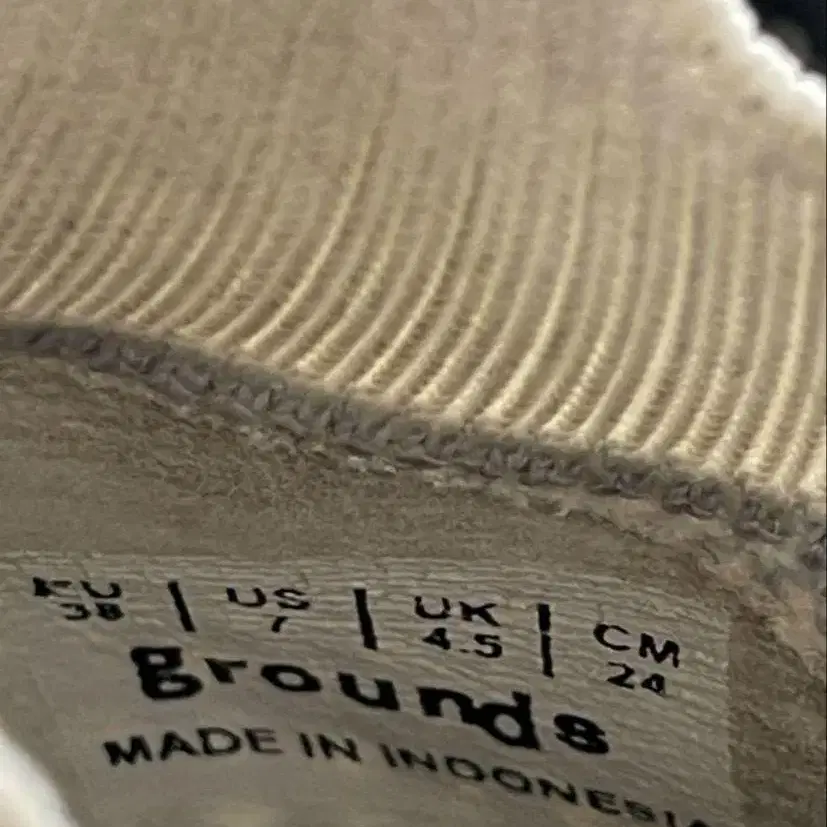 EU | US | UK | CM
38 | 7 | 4.5 | 24
grounds
MADE IN INDONESIA